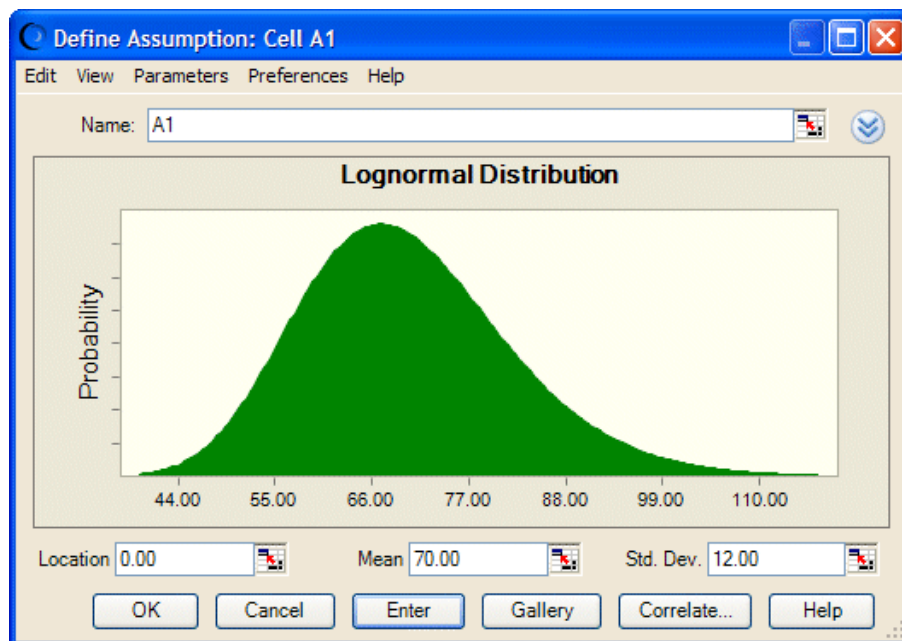 Define Assumption: Cell A1
Edit View Parameters Preferences Help
Name: A1
Lognormal Distribution
Probability
44.00 55.00 66.00 77.00 88.00 99.00 110.00
Location 0.00 Mean 70.00 Std. Dev. 12.00
OK Cancel Enter Gallery Correlate... Help